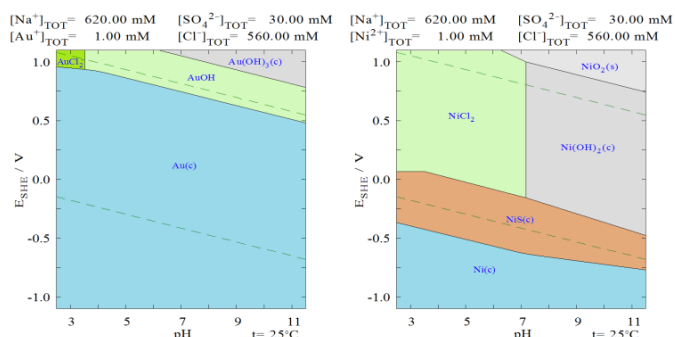 [Na⁺]TOT= 620.00 mM [SO₄²⁻]TOT= 30.00 mM
[Au⁺]TOT= 1.00 mM [Cl⁻]TOT= 560.00 mM
AuCl₂⁻
Au(OH)₃(c)
AuOH
Au(c)
1.0
0.5
0.0
-0.5
-1.0
E_SHE / V
3 5 7 9 11
pH t= 25°C
[Na⁺]TOT= 620.00 mM [SO₄²⁻]TOT= 30.00 mM
[Ni²⁺]TOT= 1.00 mM [Cl⁻]TOT= 560.00 mM
NiO₂(s)
NiCl₂
Ni(OH)₂(c)
NiS(c)
Ni(c)
1.0
0.5
0.0
-0.5
-1.0
E_SHE / V
3 5 7 9 11
pH t= 25°C